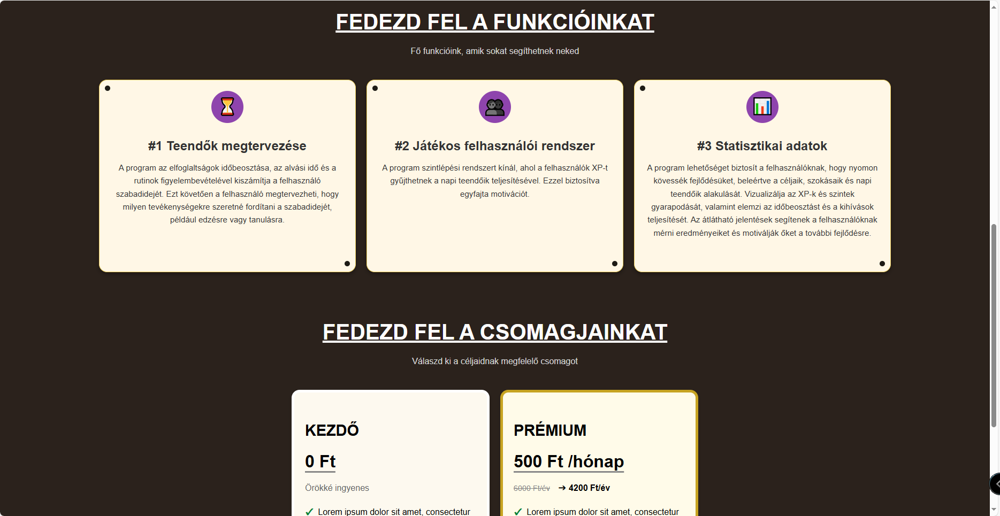 FEDEZD FEL A FUNKCIÓINKAT
Fő funkcióink, amik sokat segíthetnek neked
#1 Teendők megtervezése
A program az elfoglaltságok időbeosztása, az alvási idő és a
rutinok figyelembevételével kiszámítja a felhasználó
szabadidejét. Ezt követően a felhasználó megtervezheti, hogy
milyen tevékenységekre szeretné fordítani a szabadidejét,
például edzésre vagy tanulásra.
#2 Játékos felhasználói rendszer
A program szintlépési rendszert kínál, ahol a felhasználók XP-t
gyűjthetnek a napi teendőik teljesítésével. Ezzel biztosítva
egyfajta motivációt.
#3 Statisztikai adatok
A program lehetőséget biztosít a felhasználóknak, hogy nyomon
kövessék fejlődésüket, beleértve a céljaik, szokásaik és napi
teendőik alakulását. Vizualizálja az XP-k és szintek
gyarapodását, valamint elemzi az időbeosztást és a kihívások
teljesítését. Az átlátható jelentések segítenek a felhasználóknak
mérni eredményeiket és motiválják őket a további fejlődésre.
FEDEZD FEL A CSOMAGJAINKAT
Válaszd ki a céljaidnak megfelelő csomagot
KEZDŐ
0 Ft
Örökké ingyenes
✓ Lorem ipsum dolor sit amet, consectetur
PRÉMIUM
500 Ft /hónap
6000 Ft/év ➔ 4200 Ft/év
✓ Lorem ipsum dolor sit amet, consectetur